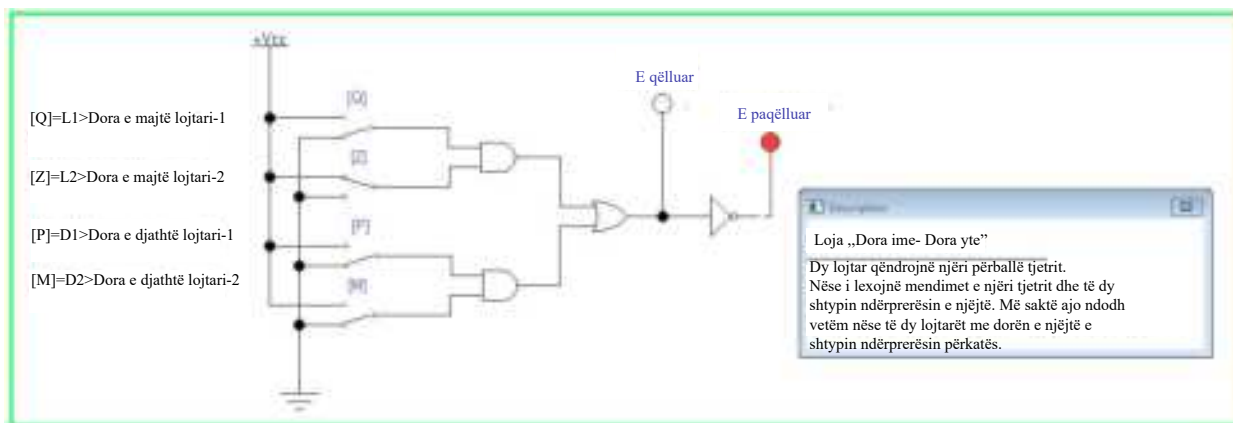 [Q]=L1>Dora e majtë lojtari-1
[Z]=L2>Dora e majtë lojtari-2
[P]=D1>Dora e djathtë lojtari-1
[M]=D2>Dora e djathtë lojtari-2
[Q]
[Z]
[P]
[M]
E qëlluar
E paqëlluar
Loja „Dora ime- Dora yte”
Dy lojtar qëndrojnë njëri përballë tjetrit.
Nëse i lexojnë mendimet e njëri tjetrit dhe të dy
shtypin ndërprerësin e njëjtë. Më saktë ajo ndodh
vetëm nëse të dy lojtarët me dorën e njëjtë e
shtypin ndërprerësin përkatës.